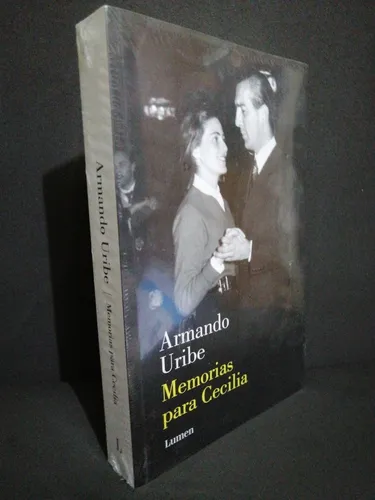 Armando Uribe
Memorias para Cecilia
Armando
Uribe
Memorias
para Cecilia
Lumen